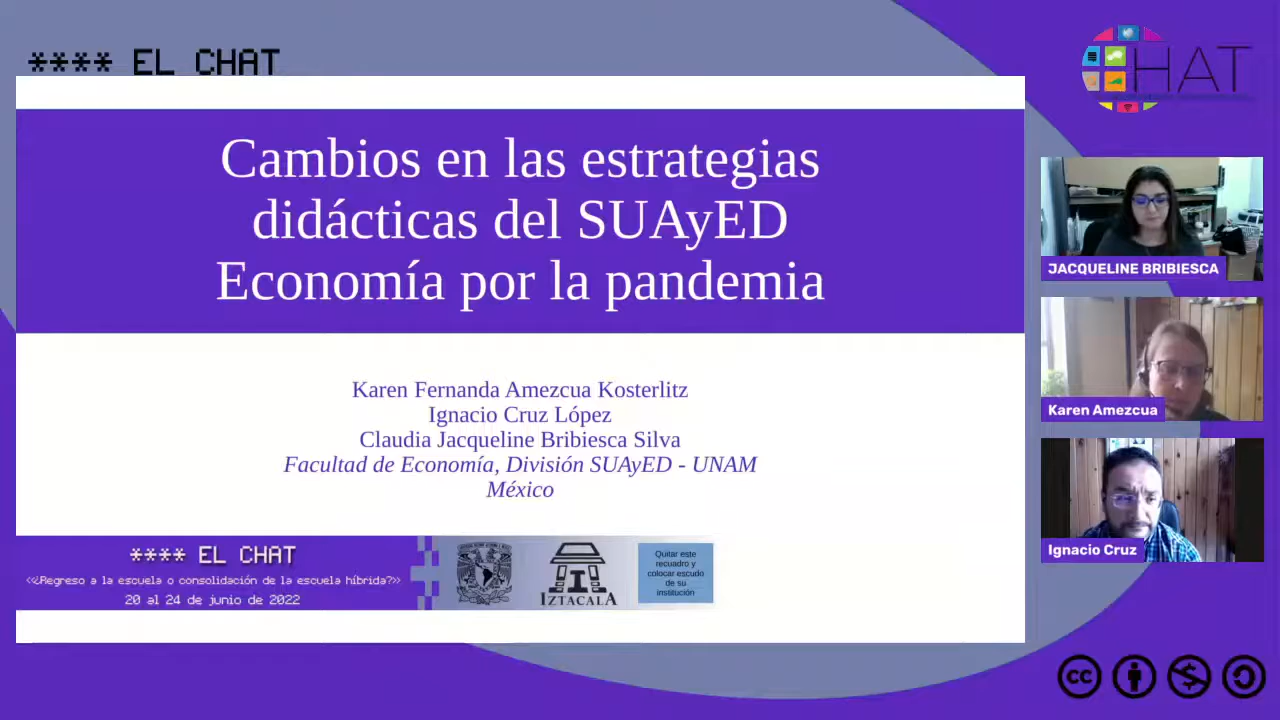 **** EL CHAT
HAT
Cambios en las estrategias
didácticas del SUAyED
Economía por la pandemia
Karen Fernanda Amezcua Kosterlitz
Ignacio Cruz López
Claudia Jacqueline Bribiesca Silva
Facultad de Economía, División SUAyED - UNAM
México
**** EL CHAT
<<¿Regreso a la escuela o consolidación de la escuela híbrida?>>
20 al 24 de junio de 2022
IZTACALA
Quitar este
recuadro y
colocar escudo
de su
institución
JACQUELINE BRIBIESCA
Karen Amezcua
Ignacio Cruz
cc